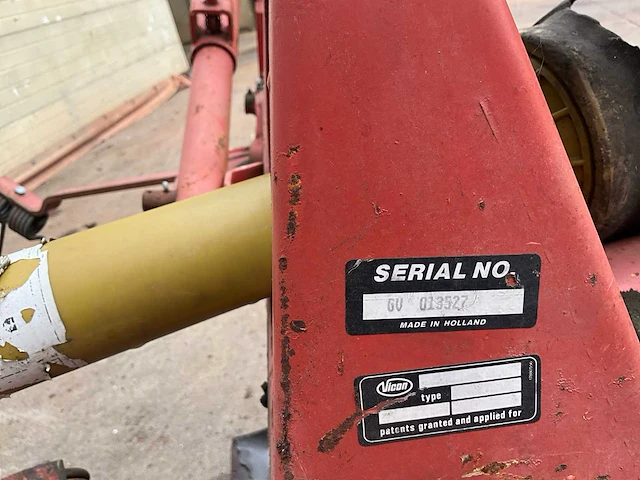 SERIAL NO.
GV 013527
MADE IN HOLLAND
Vicon
type
patents granted and applied for